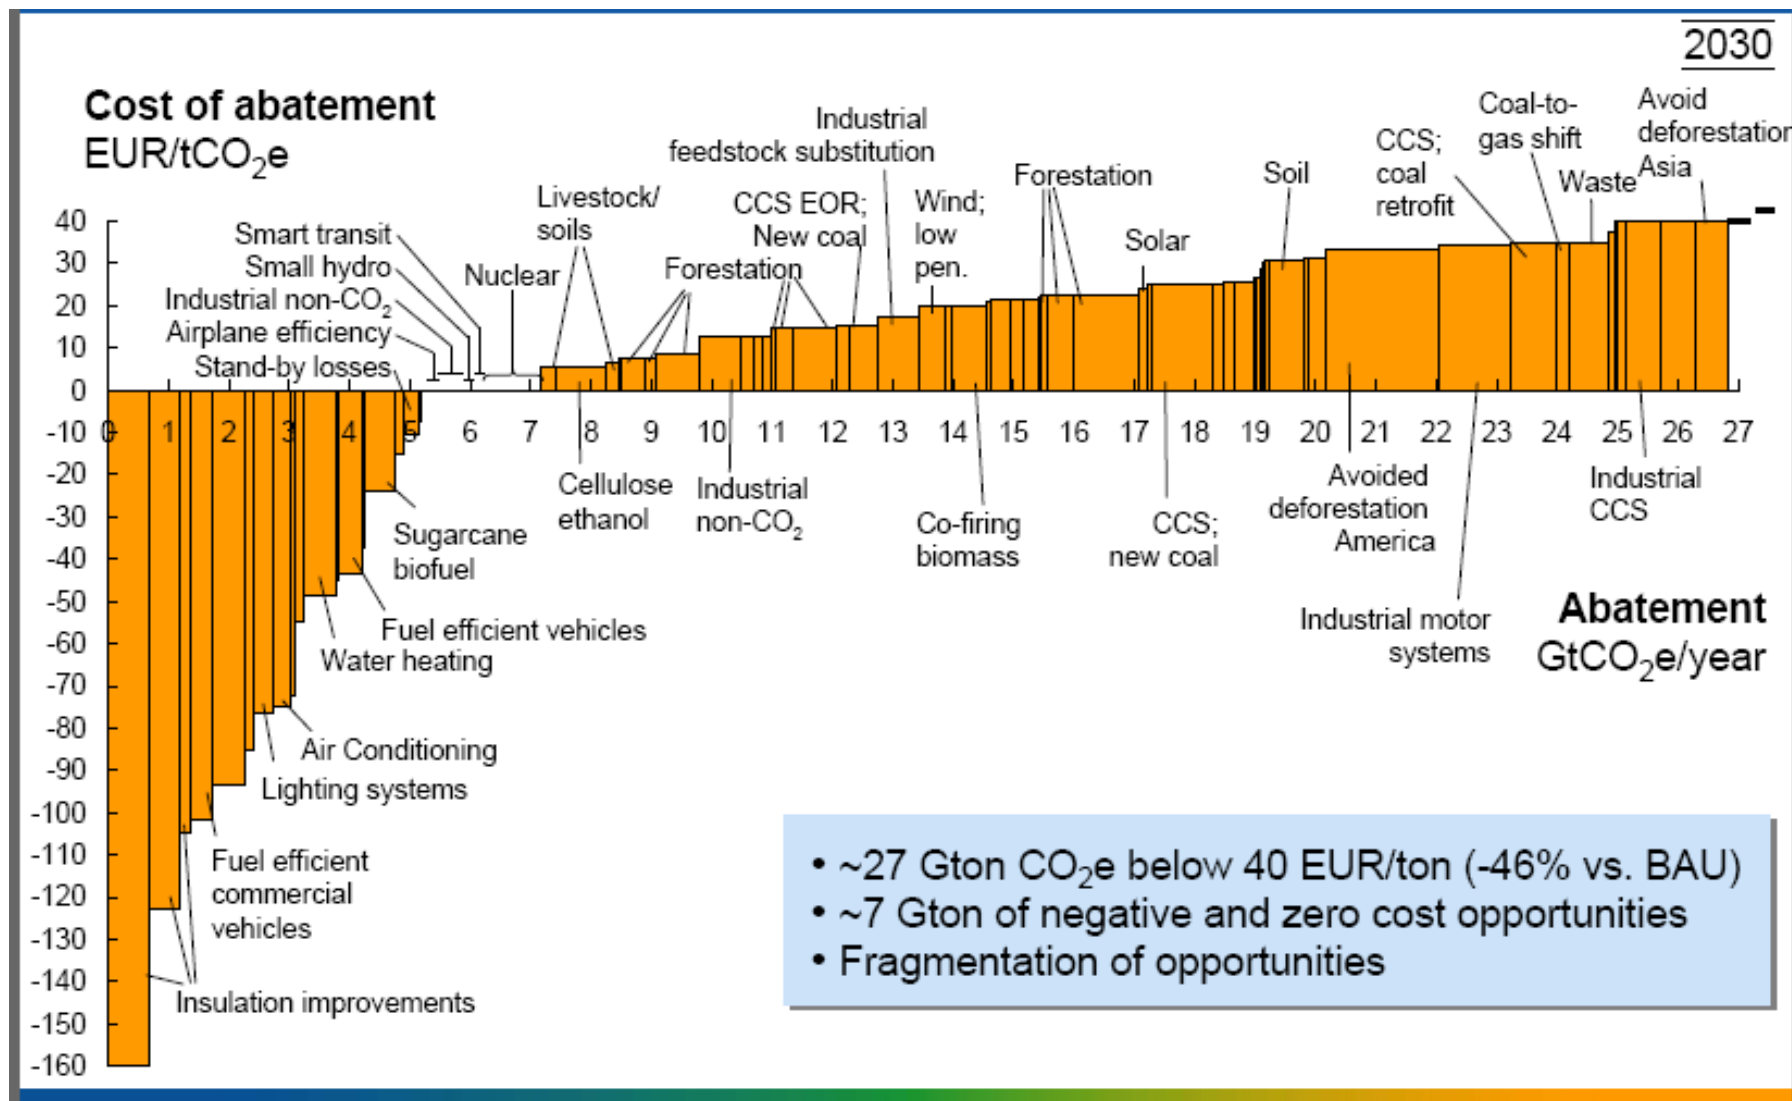 2030
Cost of abatement
EUR/tCO₂e
Avoid
deforestation
Asia
Coal-to-
gas shift
CCS;
coal
retrofit
Waste
Industrial
feedstock substitution
Soil
Forestation
Solar
Wind;
low
pen.
CCS EOR;
New coal
Livestock/
soils
Forestation
Nuclear
Smart transit
Small hydro
Industrial non-CO₂
Airplane efficiency
Stand-by losses
40
30
20
10
0
-10
-20
-30
-40
-50
-60
-70
-80
-90
-100
-110
-120
-130
-140
-150
-160
0 1 2 3 4 5 6 7 8 9 10 11 12 13 14 15 16 17 18 19 20 21 22 23 24 25 26 27
Cellulose
ethanol
Industrial
non-CO₂
Co-firing
biomass
CCS;
new coal
Avoided
deforestation
America
Industrial
CCS
Industrial motor
systems
Abatement
GtCO₂e/year
Sugarcane
biofuel
Fuel efficient vehicles
Water heating
Air Conditioning
Lighting systems
Fuel efficient
commercial
vehicles
Insulation improvements
• ~27 Gton CO₂e below 40 EUR/ton (-46% vs. BAU)
• ~7 Gton of negative and zero cost opportunities
• Fragmentation of opportunities